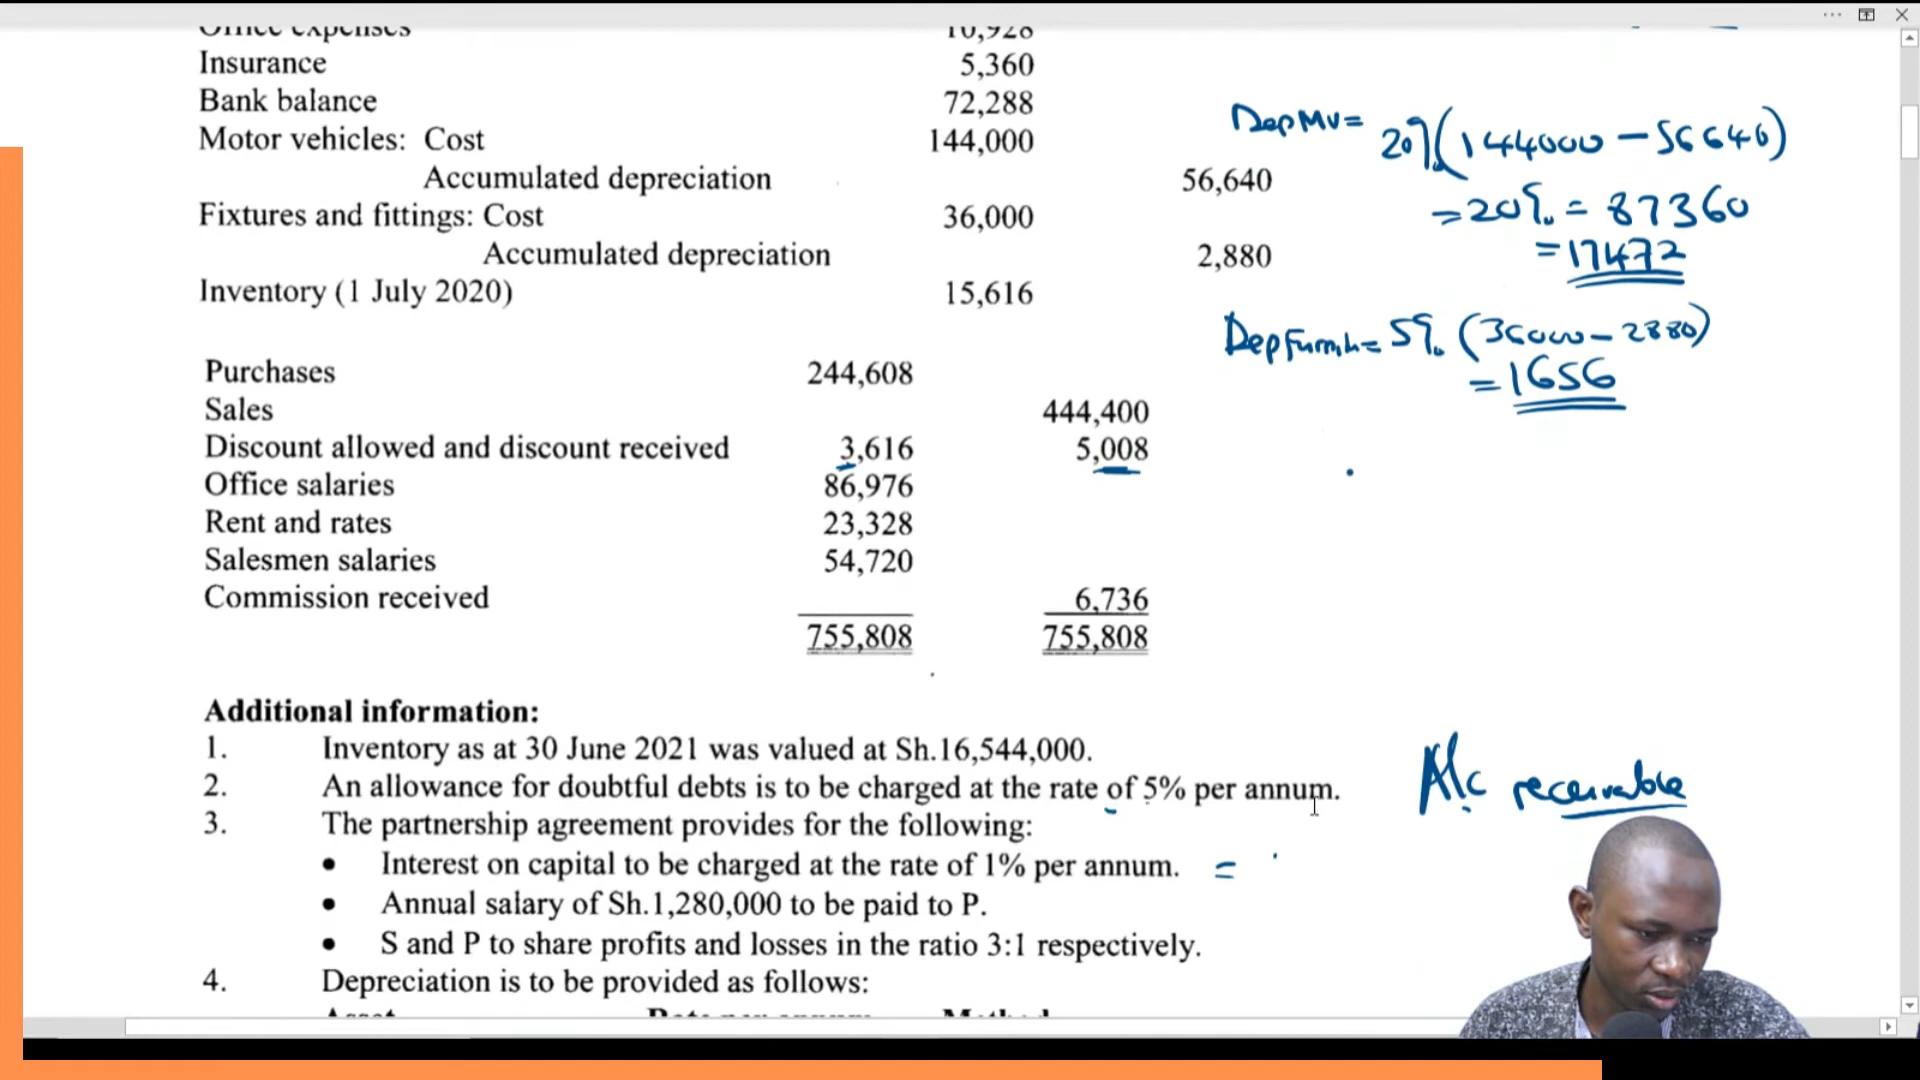 Office expenses 10,928
Insurance 5,360
Bank balance 72,288
Motor vehicles: Cost 144,000
Accumulated depreciation 56,640
Fixtures and fittings: Cost 36,000
Accumulated depreciation 2,880
Inventory (1 July 2020) 15,616
Purchases 244,608
Sales 444,400
Discount allowed and discount received 3,616 5,008
Office salaries 86,976
Rent and rates 23,328
Salesmen salaries 54,720
Commission received 6,736
755,808 755,808
Dep MV = 20% (144000 - 56640)
= 20% = 87360
= 17472
= 5% (36000 - 2880)
= 1656
Additional information:
1. Inventory as at 30 June 2021 was valued at Sh.16,544,000.
2. An allowance for doubtful debts is to be charged at the rate of 5% per annum.
A/c receivable
3. The partnership agreement provides for the following:
• Interest on capital to be charged at the rate of 1% per annum. =
• Annual salary of Sh.1,280,000 to be paid to P.
• S and P to share profits and losses in the ratio 3:1 respectively.
4. Depreciation is to be provided as follows: